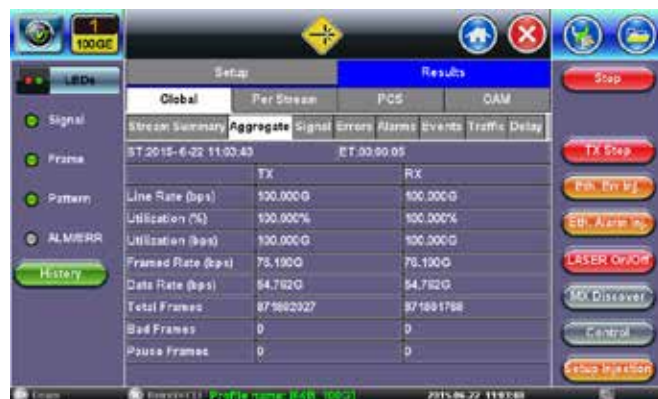 1
100GE
LEDs
Setup
Results
Stop
Global
Per Stream
PCS
OAM
Signal
Stream Summary Aggregate Signal Errors Alarms Events Traffic Delay
ST:2015-6-22 11:03:43 ET:00:00:05
TX Stop
Frame
TX RX
Eth. Err Inj.
Pattern
Line Rate (bps) 100.000G 100.000G
Utilization (%) 100.000% 100.000%
Eth. Alarm Inj.
ALM/ERR
Utilization (bps) 100.000G 100.000G
Framed Rate (bps) 76.190G 76.190G
LASER On/Off
History
Data Rate (bps) 54.762G 54.762G
MX Discover
Total Frames
Bad Frames 0 0
Control
Pause Frames 0 0
Setup Injection
Profile name: